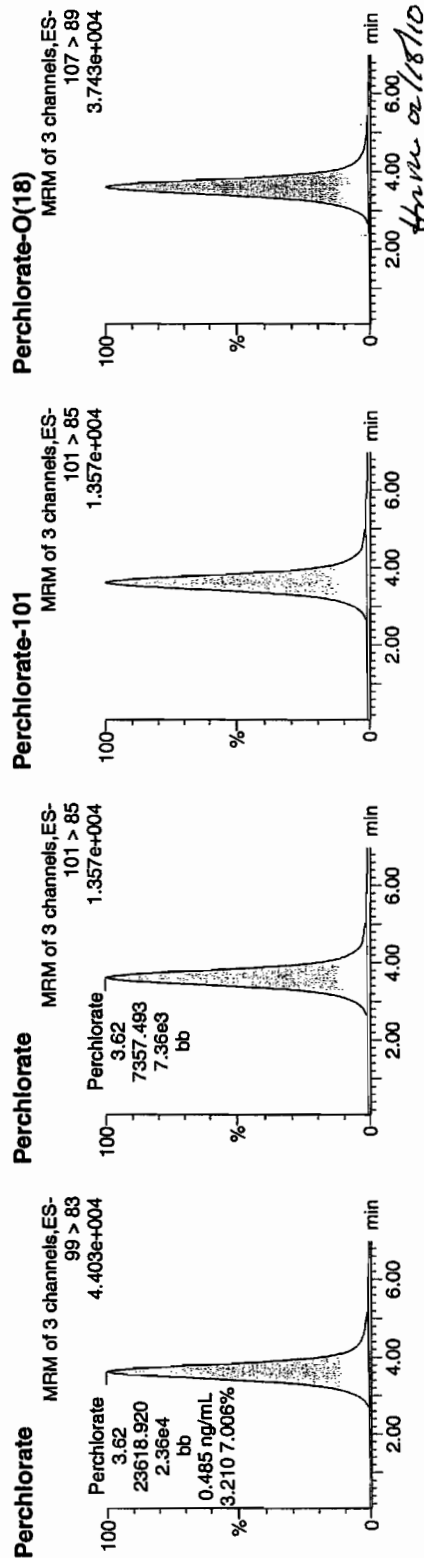 Perchlorate
MRM of 3 channels,ES-
99 > 83
4.403e+004
100
Perchlorate
3.62
23618.920
2.36e4
bb
0.485 ng/mL
3.210 7.006%
%
0
2.00
4.00
6.00
min
Perchlorate
MRM of 3 channels,ES-
101 > 85
1.357e+004
100
Perchlorate
3.62
7357.493
7.36e3
bb
%
0
2.00
4.00
6.00
min
Perchlorate-101
MRM of 3 channels,ES-
101 > 85
1.357e+004
100
%
0
2.00
4.00
6.00
min
Perchlorate-O(18)
MRM of 3 channels,ES-
107 > 89
3.743e+004
100
%
0
2.00
4.00
6.00
min
02/18/10